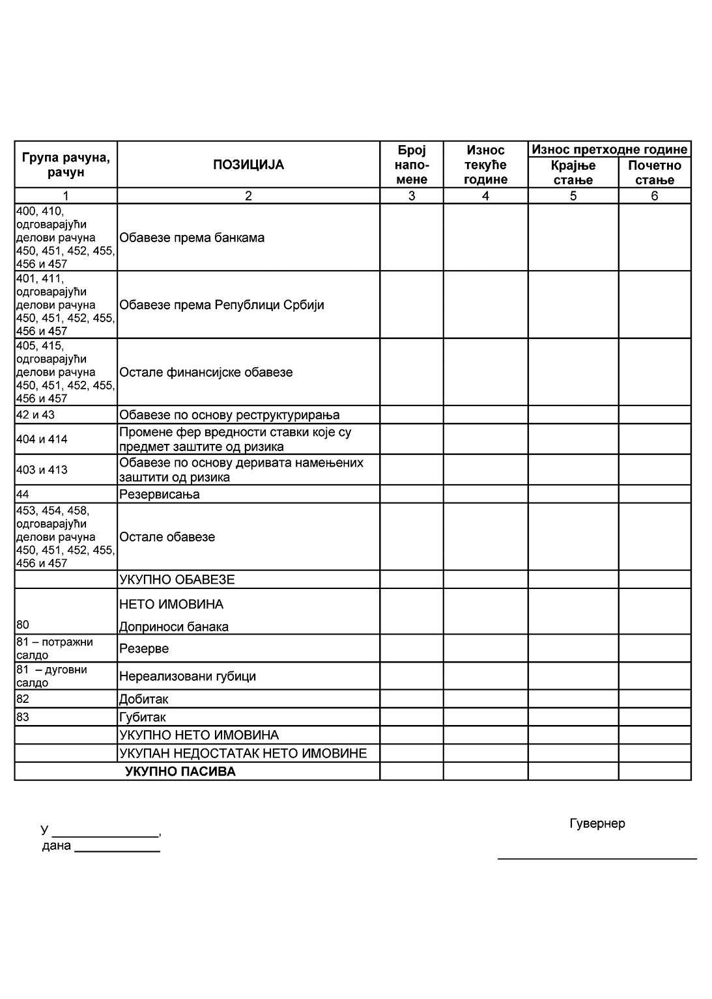 Група рачуна,
рачун
ПОЗИЦИЈА
Број
напо-
мене
Износ
текуће
године
Износ претходне године
Крајње
стање
Почетно
стање
1
2
3
4
5
6
400, 410,
одговарајући
делови рачуна
450, 451, 452, 455,
456 и 457
Обавезе према банкама
401, 411,
одговарајући
делови рачуна
450, 451, 452, 455,
456 и 457
Обавезе према Републици Србији
405, 415,
одговарајући
делови рачуна
450, 451, 452, 455,
456 и 457
Остале финансијске обавезе
42 и 43
Обавезе по основу реструктурирања
404 и 414
Промене фер вредности ставки које су
предмет заштите од ризика
403 и 413
Обавезе по основу деривата намењених
заштити од ризика
44
Резервисања
453, 454, 458,
одговарајући
делови рачуна
450, 451, 452, 455,
456 и 457
Остале обавезе
УКУПНО ОБАВЕЗЕ
НЕТО ИМОВИНА
80
Доприноси банака
81 – потражни
салдо
Резерве
81 – дуговни
салдо
Нереализовани губици
82
Добитак
83
Губитак
УКУПНО НЕТО ИМОВИНА
УКУПАН НЕДОСТАТАК НЕТО ИМОВИНЕ
УКУПНО ПАСИВА
У _______________,
дана ____________
Гувернер